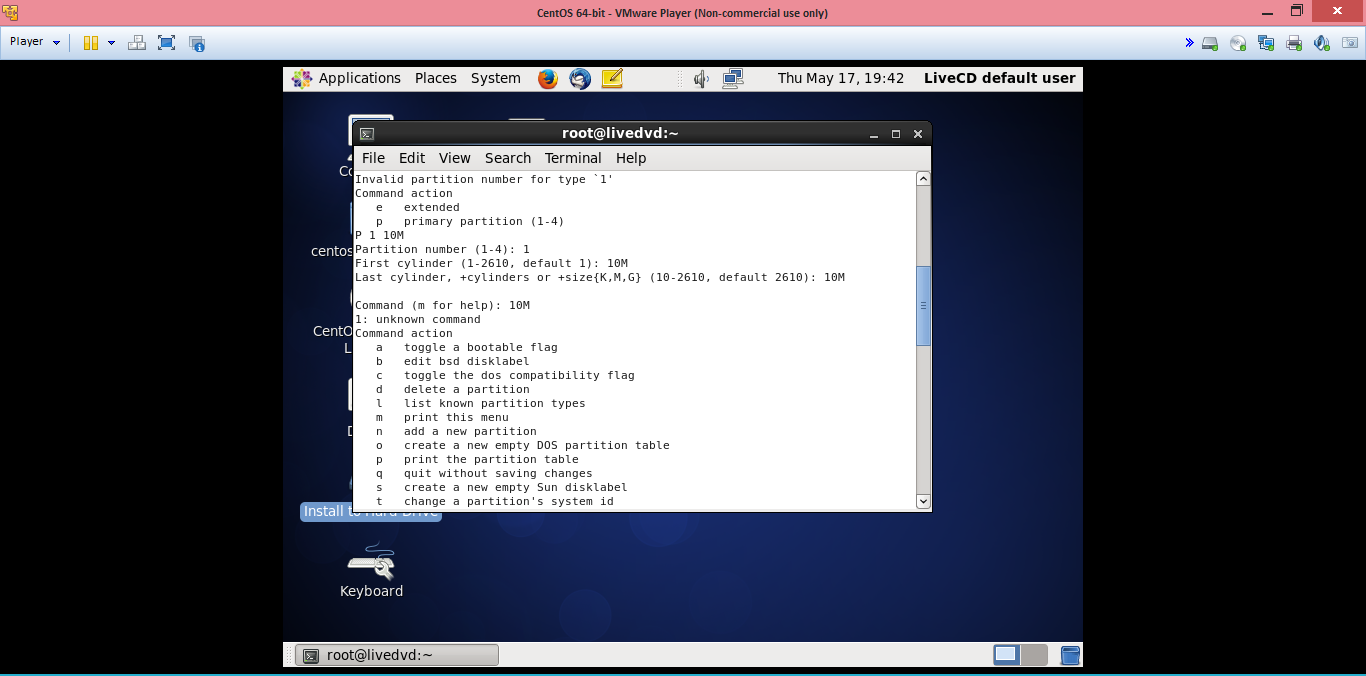 CentOS 64-bit - VMware Player (Non-commercial use only)
Player
Applications Places System Thu May 17, 19:42 LiveCD default user
root@livedvd:~
File Edit View Search Terminal Help
Invalid partition number for type `1'
Command action
e extended
p primary partition (1-4)
P 1 10M
Partition number (1-4): 1
First cylinder (1-2610, default 1): 10M
Last cylinder, +cylinders or +size{K,M,G} (10-2610, default 2610): 10M
Command (m for help): 10M
1: unknown command
Command action
a toggle a bootable flag
b edit bsd disklabel
c toggle the dos compatibility flag
d delete a partition
l list known partition types
m print this menu
n add a new partition
o create a new empty DOS partition table
p print the partition table
q quit without saving changes
s create a new empty Sun disklabel
t change a partition's system id
centos
CentO
Install to Hard Drive
Keyboard
root@livedvd:~